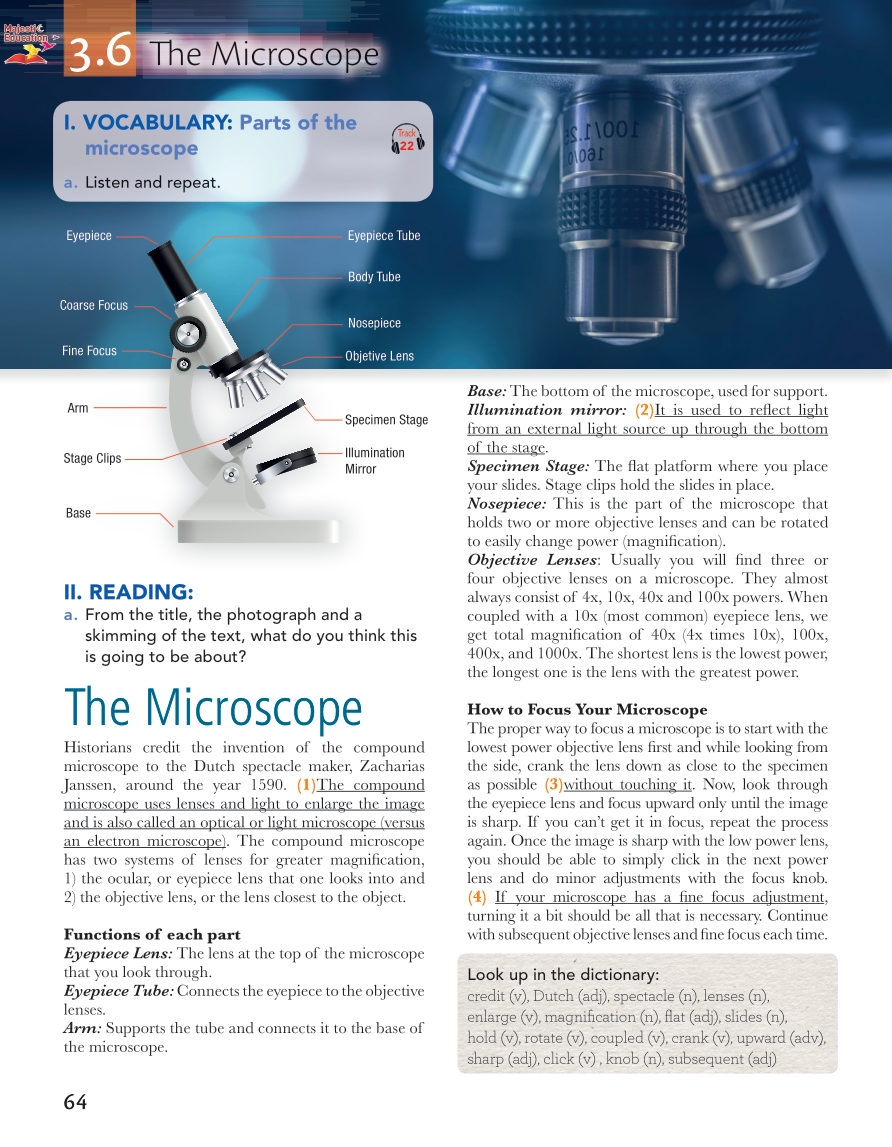 Majestic
Education
3.6 The Microscope
I. VOCABULARY: Parts of the
microscope
Track
22
a. Listen and repeat.
100/1.25
160/0
Eyepiece
Eyepiece Tube
Body Tube
Coarse Focus
Nosepiece
Fine Focus
Objetive Lens
Arm
Specimen Stage
Stage Clips
Illumination
Mirror
Base
II. READING:
a. From the title, the photograph and a
skimming of the text, what do you think this
is going to be about?
The Microscope
Historians credit the invention of the compound
microscope to the Dutch spectacle maker, Zacharias
Janssen, around the year 1590. (1)The compound
microscope uses lenses and light to enlarge the image
and is also called an optical or light microscope (versus
an electron microscope). The compound microscope
has two systems of lenses for greater magnification,
1) the ocular, or eyepiece lens that one looks into and
2) the objective lens, or the lens closest to the object.
Functions of each part
Eyepiece Lens: The lens at the top of the microscope
that you look through.
Eyepiece Tube: Connects the eyepiece to the objective
lenses.
Arm: Supports the tube and connects it to the base of
the microscope.
Base: The bottom of the microscope, used for support.
Illumination mirror: (2)It is used to reflect light
from an external light source up through the bottom
of the stage.
Specimen Stage: The flat platform where you place
your slides. Stage clips hold the slides in place.
Nosepiece: This is the part of the microscope that
holds two or more objective lenses and can be rotated
to easily change power (magnification).
Objective Lenses: Usually you will find three or
four objective lenses on a microscope. They almost
always consist of 4x, 10x, 40x and 100x powers. When
coupled with a 10x (most common) eyepiece lens, we
get total magnification of 40x (4x times 10x), 100x,
400x, and 1000x. The shortest lens is the lowest power,
the longest one is the lens with the greatest power.
How to Focus Your Microscope
The proper way to focus a microscope is to start with the
lowest power objective lens first and while looking from
the side, crank the lens down as close to the specimen
as possible (3)without touching it. Now, look through
the eyepiece lens and focus upward only until the image
is sharp. If you can’t get it in focus, repeat the process
again. Once the image is sharp with the low power lens,
you should be able to simply click in the next power
lens and do minor adjustments with the focus knob.
(4) If your microscope has a fine focus adjustment,
turning it a bit should be all that is necessary. Continue
with subsequent objective lenses and fine focus each time.
Look up in the dictionary:
credit (v), Dutch (adj), spectacle (n), lenses (n),
enlarge (v), magnification (n), flat (adj), slides (n),
hold (v), rotate (v), coupled (v), crank (v), upward (adv),
sharp (adj), click (v) , knob (n), subsequent (adj)
64